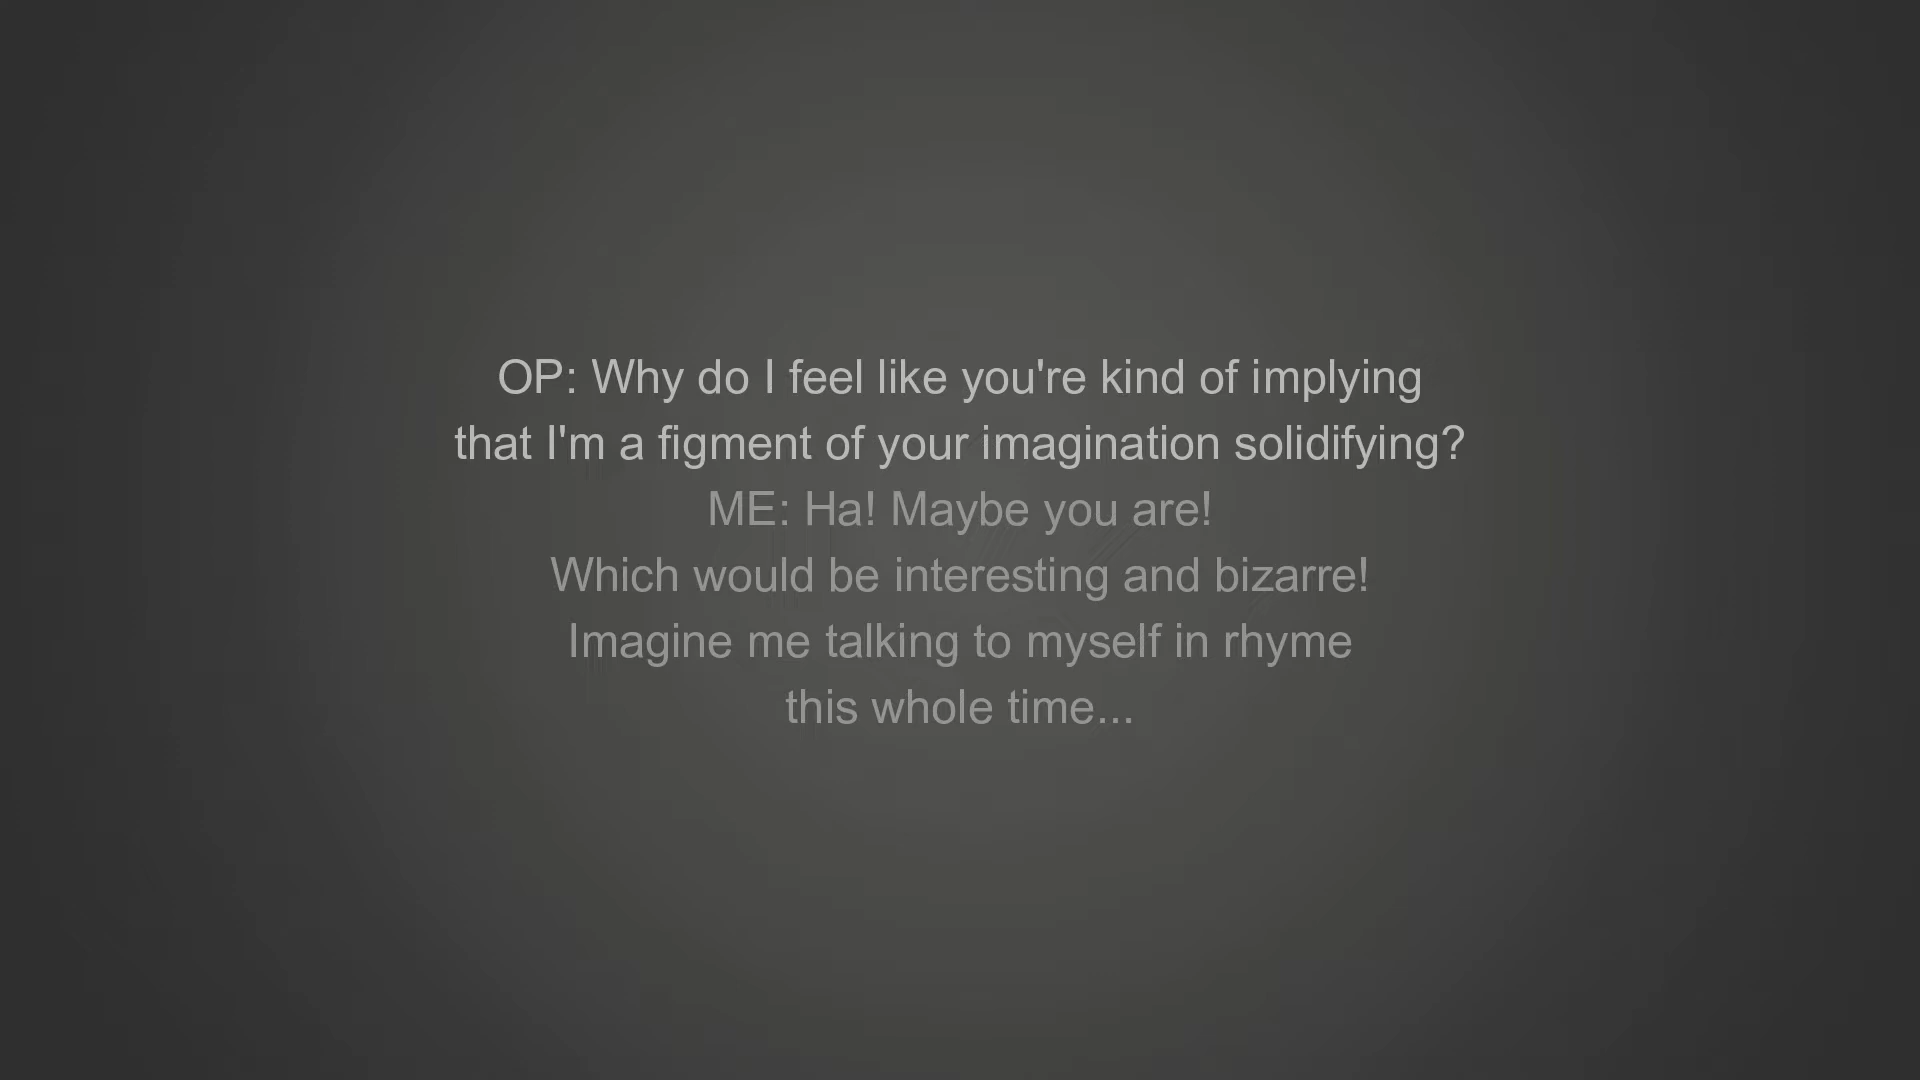 OP: Why do I feel like you're kind of implying
that I'm a figment of your imagination solidifying?
ME: Ha! Maybe you are!
Which would be interesting and bizarre!
Imagine me talking to myself in rhyme
this whole time...